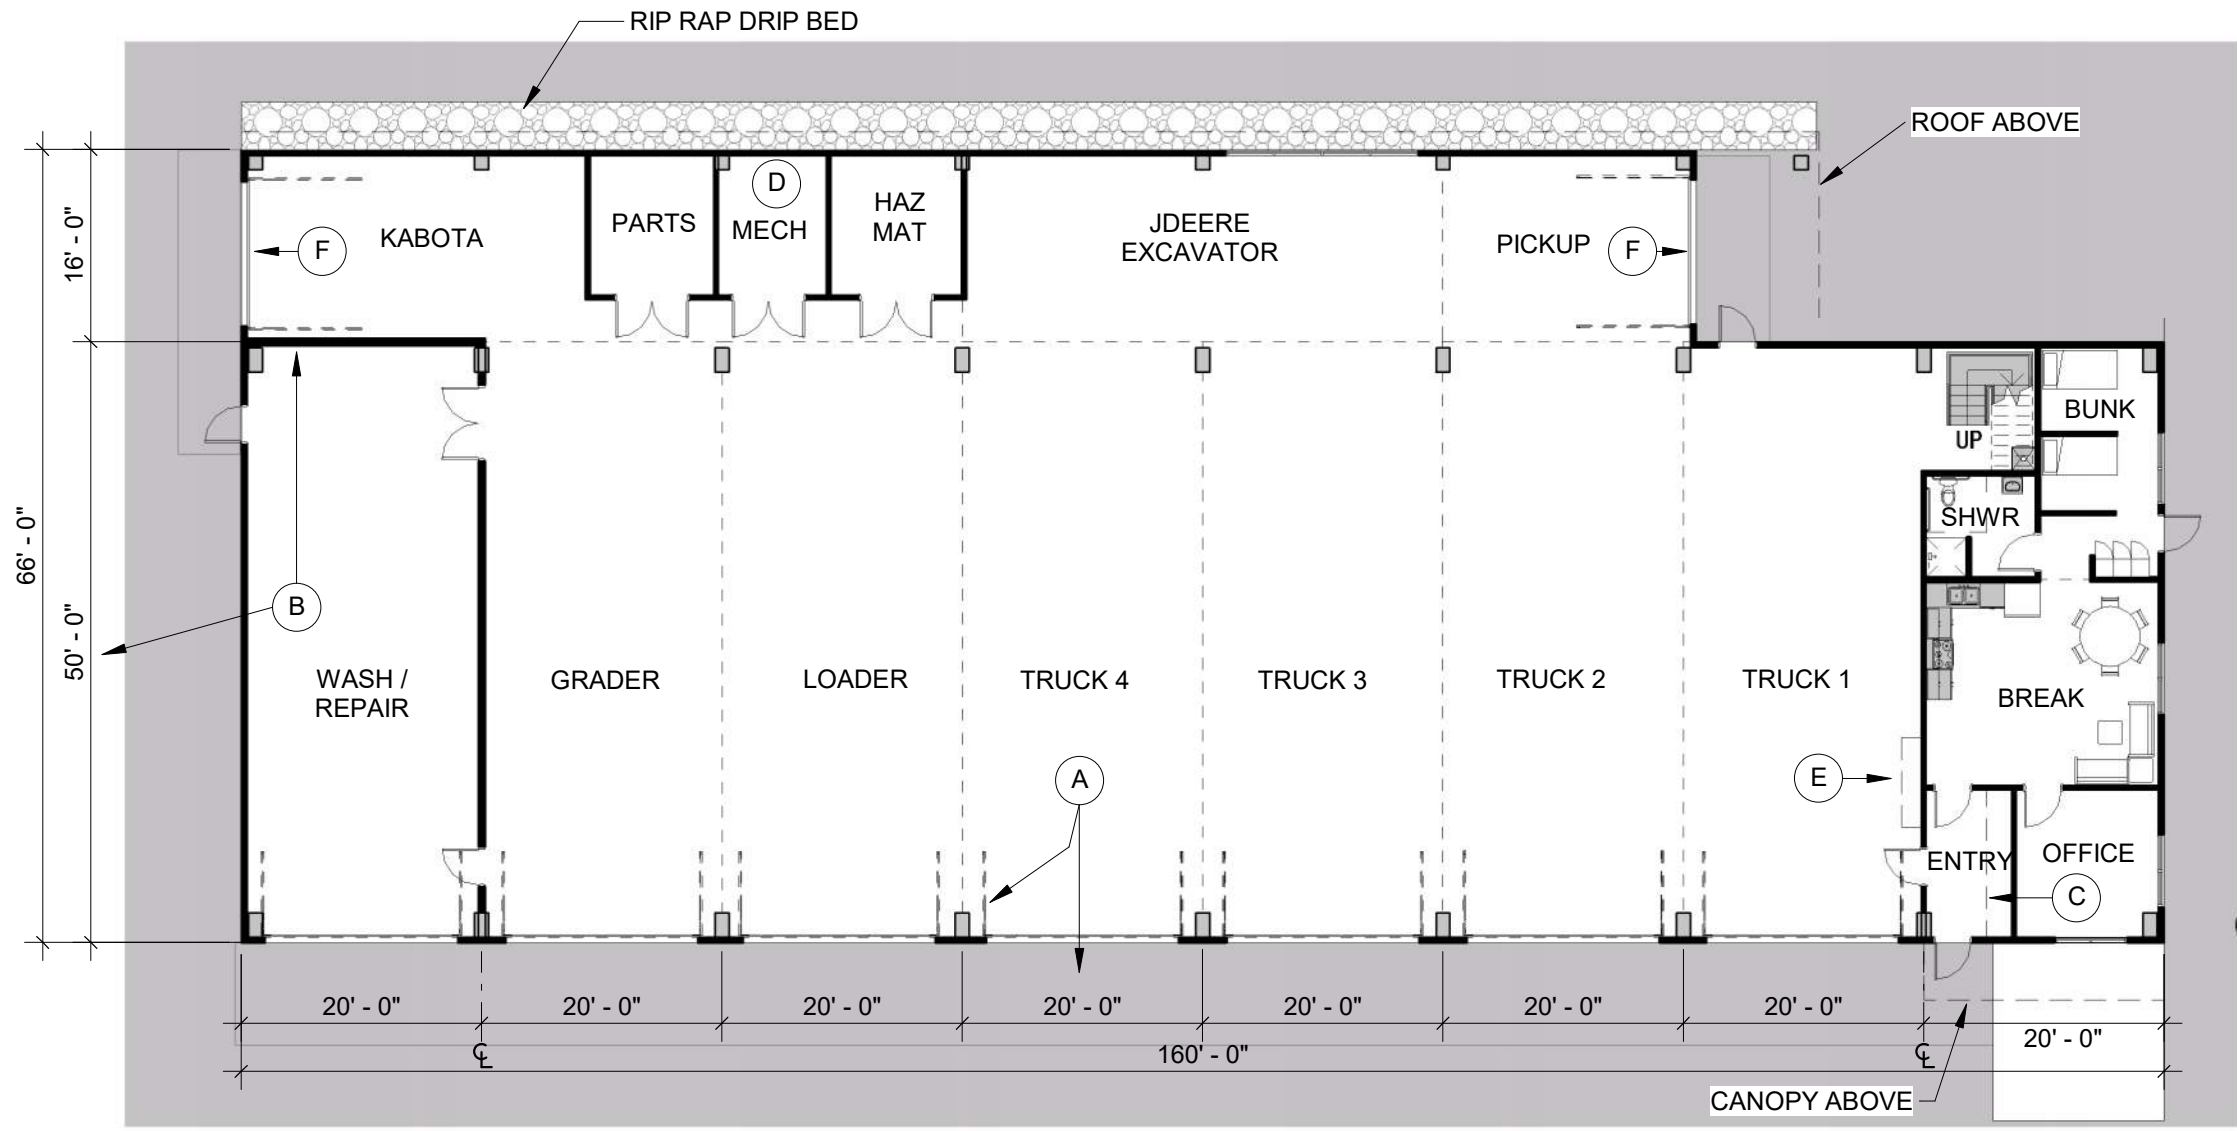 RIP RAP DRIP BED
ROOF ABOVE
16' - 0"
66' - 0"
50' - 0"
F
KABOTA
PARTS
D
MECH
HAZ
MAT
JDEERE
EXCAVATOR
PICKUP
F
BUNK
UP
SHWR
B
WASH /
REPAIR
GRADER
LOADER
TRUCK 4
TRUCK 3
TRUCK 2
TRUCK 1
BREAK
A
E
ENTRY
OFFICE
C
20' - 0"
20' - 0"
20' - 0"
20' - 0"
20' - 0"
20' - 0"
20' - 0"
20' - 0"
℄
160' - 0"
℄
CANOPY ABOVE